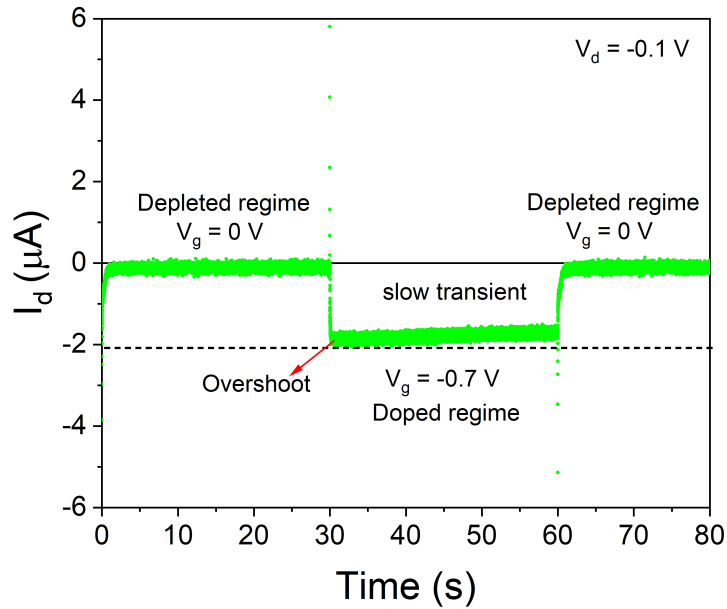 6
V_d = -0.1 V
4
Depleted regime
V_g = 0 V
Depleted regime
V_g = 0 V
2
I_d (μA)
0
slow transient
-2
Overshoot
V_g = -0.7 V
Doped regime
-4
-6
0 10 20 30 40 50 60 70 80
Time (s)